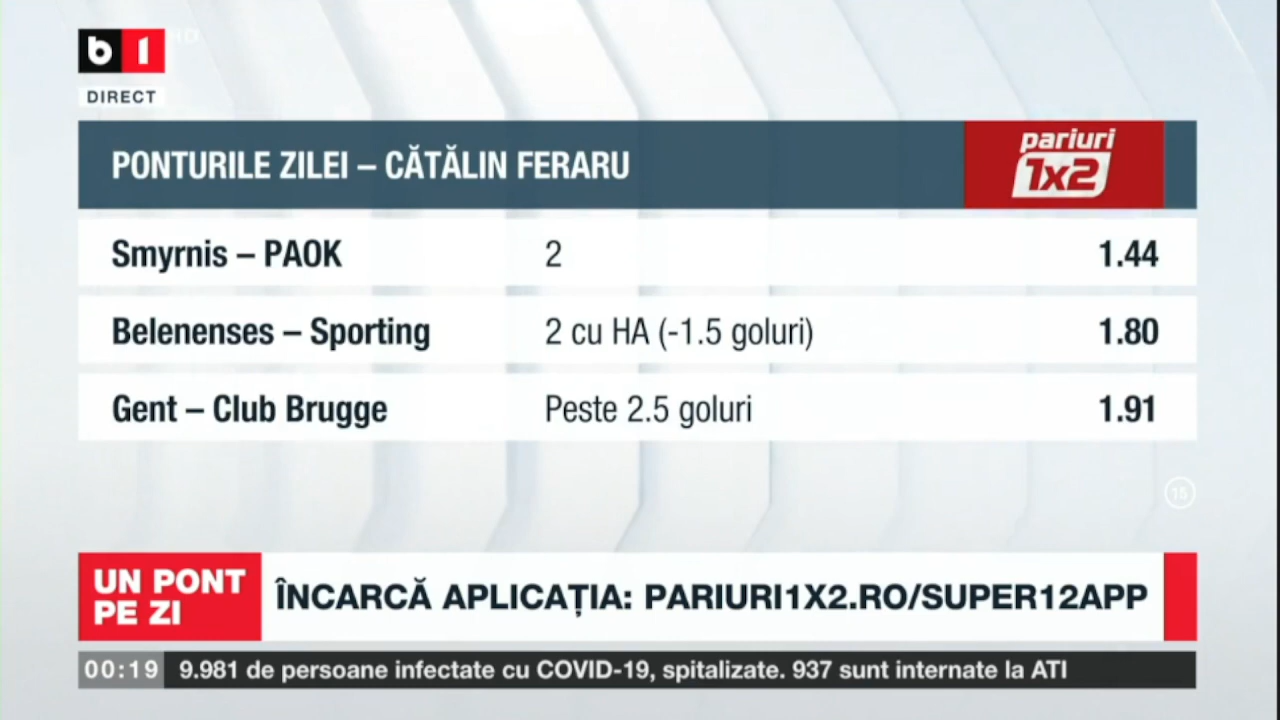 b1
HD
DIRECT
PONTURILE ZILEI – CĂTĂLIN FERARU
pariuri
1x2
Smyrnis – PAOK 2 1.44
Belenenses – Sporting 2 cu HA (-1.5 goluri) 1.80
Gent – Club Brugge Peste 2.5 goluri 1.91
15
UN PONT
PE ZI
ÎNCARCĂ APLICAȚIA: PARIURI1X2.RO/SUPER12APP
00:19 9.981 de persoane infectate cu COVID-19, spitalizate. 937 sunt internate la ATI